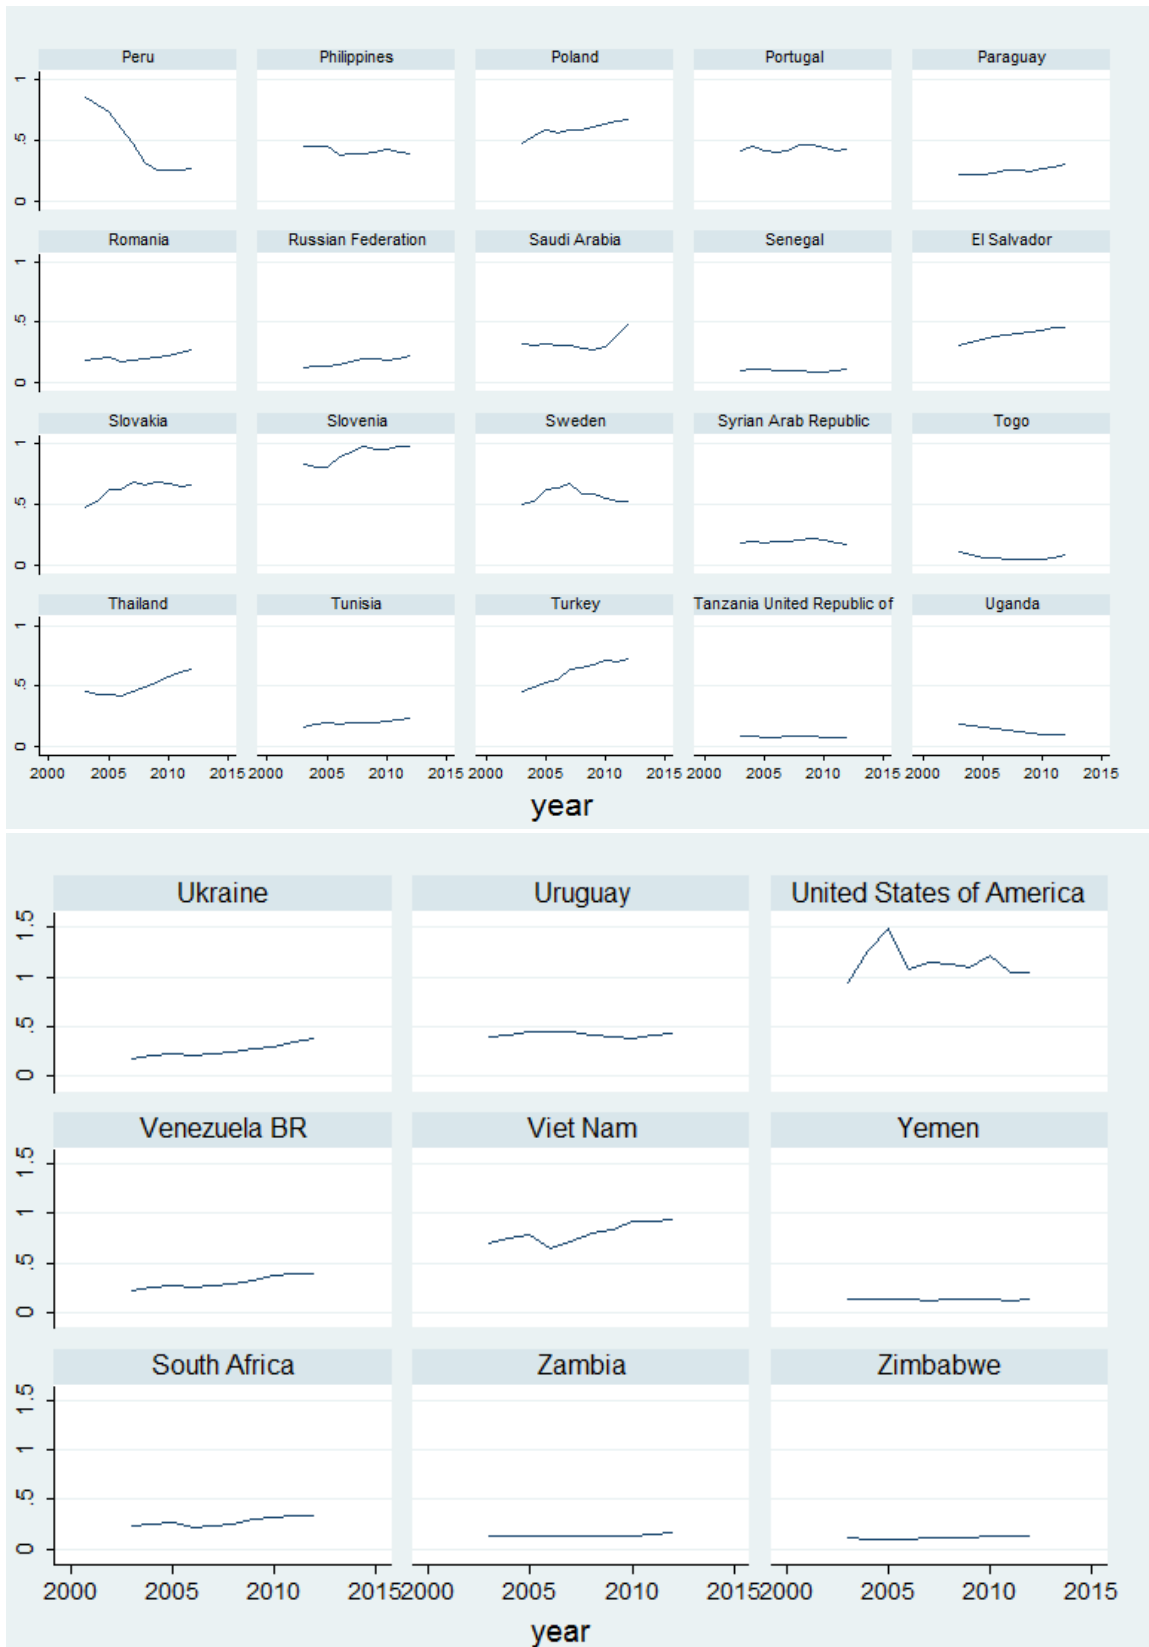 Peru Philippines Poland Portugal Paraguay
1
.5
0
Romania Russian Federation Saudi Arabia Senegal El Salvador
1
.5
0
Slovakia Slovenia Sweden Syrian Arab Republic Togo
1
.5
0
Thailand Tunisia Turkey Tanzania United Republic of Uganda
1
.5
0
2000 2005 2010 2015 2000 2005 2010 2015 2000 2005 2010 2015 2000 2005 2010 2015 2000 2005 2010 2015
year
Ukraine Uruguay United States of America
1.5
1
.5
0
Venezuela BR Viet Nam Yemen
1.5
1
.5
0
South Africa Zambia Zimbabwe
1.5
1
.5
0
2000 2005 2010 2015 2000 2005 2010 2015 2000 2005 2010 2015
year